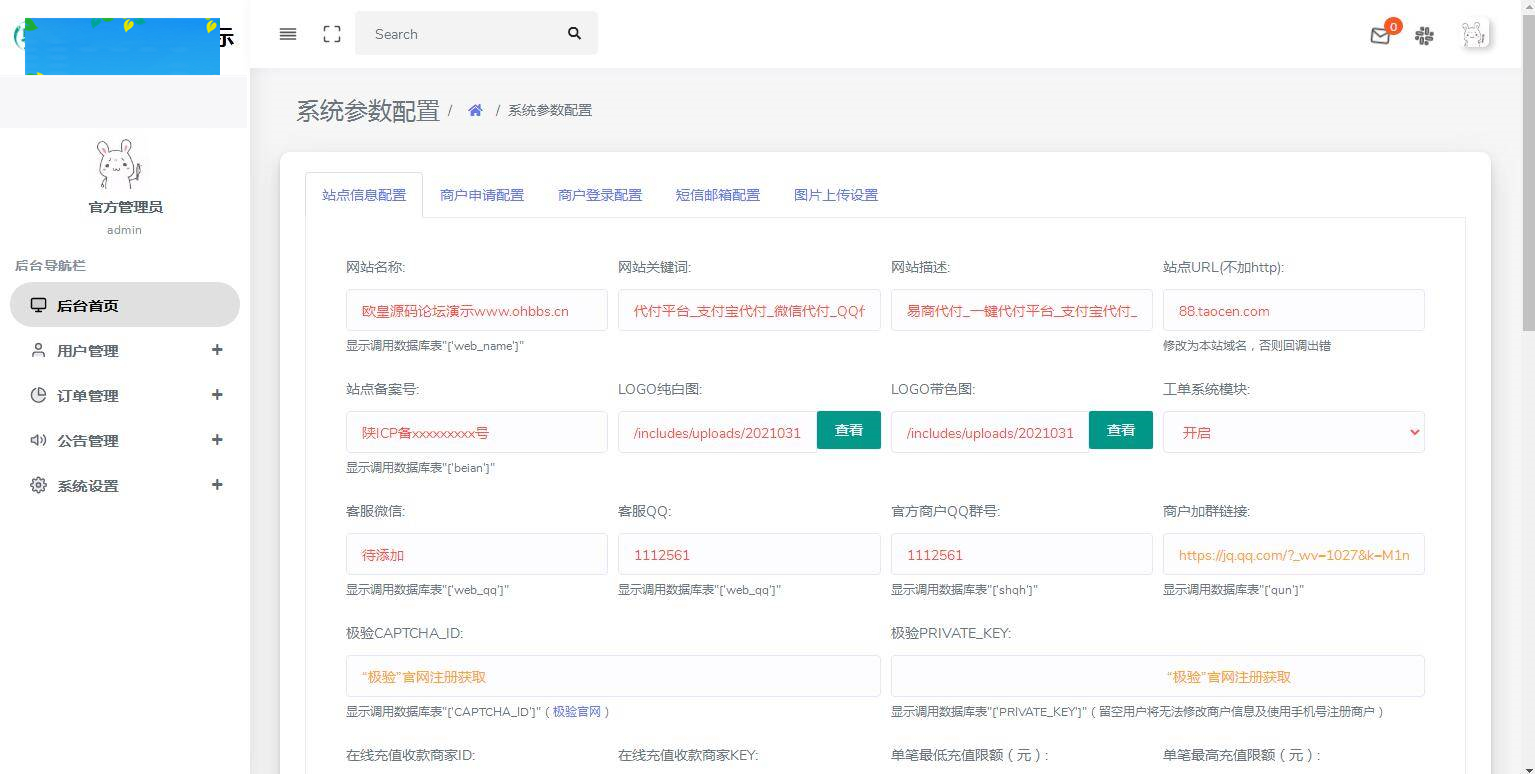 示
Search
0
系统参数配置 / / 系统参数配置
官方管理员
admin
后台导航栏
后台首页
用户管理 +
订单管理 +
公告管理 +
系统设置 +
站点信息配置 商户申请配置 商户登录配置 短信邮箱配置 图片上传设置
网站名称: 网站关键词: 网站描述: 站点URL(不加http):
欧皇源码论坛演示www.ohbbs.cn 代付平台_支付宝代付_微信代付_QQf 易商代付_一键代付平台_支付宝代付_ 88.taocen.com
显示调用数据库表"['web_name']" 修改为本站域名，否则回调出错
站点备案号: LOGO纯白图: LOGO带色图: 工单系统模块:
陕ICP备xxxxxxxxx号 /includes/uploads/2021031 查看 /includes/uploads/2021031 查看 开启
显示调用数据库表"['beian']"
客服微信: 客服QQ: 官方商户QQ群号: 商户加群链接:
待添加 1112561 1112561 https://jq.qq.com/?_wv=1027&k=M1n
显示调用数据库表"['web_qq']" 显示调用数据库表"['web_qq']" 显示调用数据库表"['shqh']" 显示调用数据库表"['qun']"
极验CAPTCHA_ID: 极验PRIVATE_KEY:
“极验”官网注册获取 “极验”官网注册获取
显示调用数据库表"['CAPTCHA_ID']"（极验官网） 显示调用数据库表"['PRIVATE_KEY']"（留空用户将无法修改商户信息及使用手机号注册商户）
在线充值收款商家ID: 在线充值收款商家KEY: 单笔最低充值限额（元）: 单笔最高充值限额（元）: